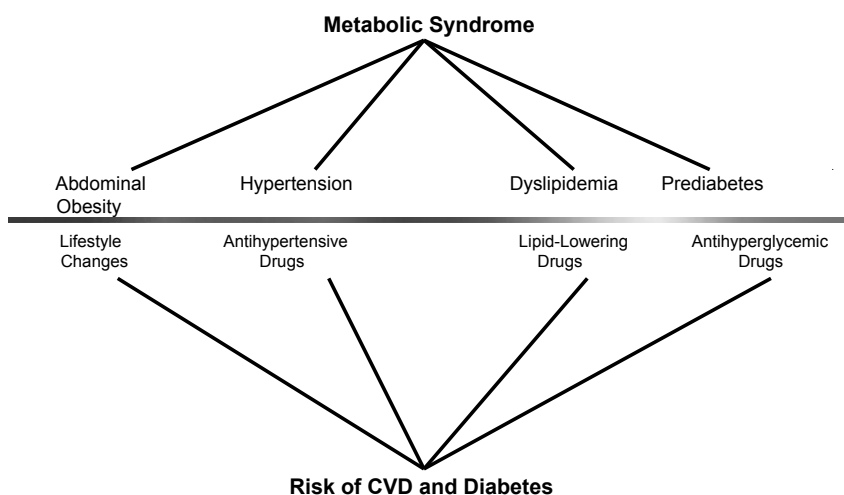 Metabolic Syndrome
Abdominal
Obesity
Hypertension
Dyslipidemia
Prediabetes
Lifestyle
Changes
Antihypertensive
Drugs
Lipid-Lowering
Drugs
Antihyperglycemic
Drugs
Risk of CVD and Diabetes